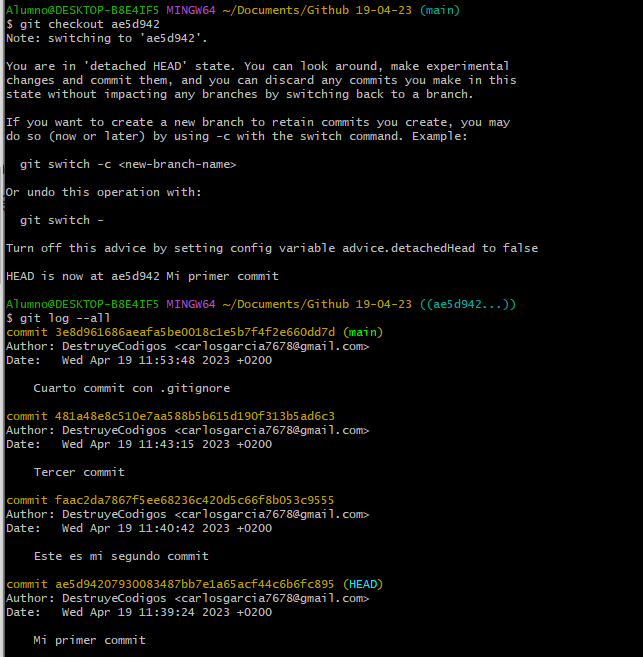 Alumno@DESKTOP-B8E4IF5 MINGW64 ~/Documents/Github 19-04-23 (main)
$ git checkout ae5d942
Note: switching to 'ae5d942'.
You are in 'detached HEAD' state. You can look around, make experimental
changes and commit them, and you can discard any commits you make in this
state without impacting any branches by switching back to a branch.
If you want to create a new branch to retain commits you create, you may
do so (now or later) by using -c with the switch command. Example:
git switch -c <new-branch-name>
Or undo this operation with:
git switch -
Turn off this advice by setting config variable advice.detachedHead to false
HEAD is now at ae5d942 Mi primer commit
Alumno@DESKTOP-B8E4IF5 MINGW64 ~/Documents/Github 19-04-23 ((ae5d942...))
$ git log --all
commit 3e8d961686aeafa5be0018c1e5b7f4f2e660dd7d (main)
Author: DestruyeCodigos <carlosgarcia7678@gmail.com>
Date:   Wed Apr 19 11:53:48 2023 +0200
Cuarto commit con .gitignore
commit 481a48e8c510e7aa588b5b615d190f313b5ad6c3
Author: DestruyeCodigos <carlosgarcia7678@gmail.com>
Date:   Wed Apr 19 11:43:15 2023 +0200
Tercer commit
commit faac2da7867f5ee68236c420d5c66f8b053c9555
Author: DestruyeCodigos <carlosgarcia7678@gmail.com>
Date:   Wed Apr 19 11:40:42 2023 +0200
Este es mi segundo commit
commit ae5d94207930083487bb7e1a65acf44c6b6fc895 (HEAD)
Author: DestruyeCodigos <carlosgarcia7678@gmail.com>
Date:   Wed Apr 19 11:39:24 2023 +0200
Mi primer commit